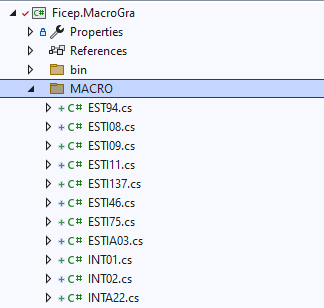 C# Ficep.MacroGra
Properties
References
bin
MACRO
C# EST94.cs
C# ESTI08.cs
C# ESTI09.cs
C# ESTI11.cs
C# ESTI137.cs
C# ESTI46.cs
C# ESTI75.cs
C# ESTIA03.cs
C# INT01.cs
C# INT02.cs
C# INTA22.cs